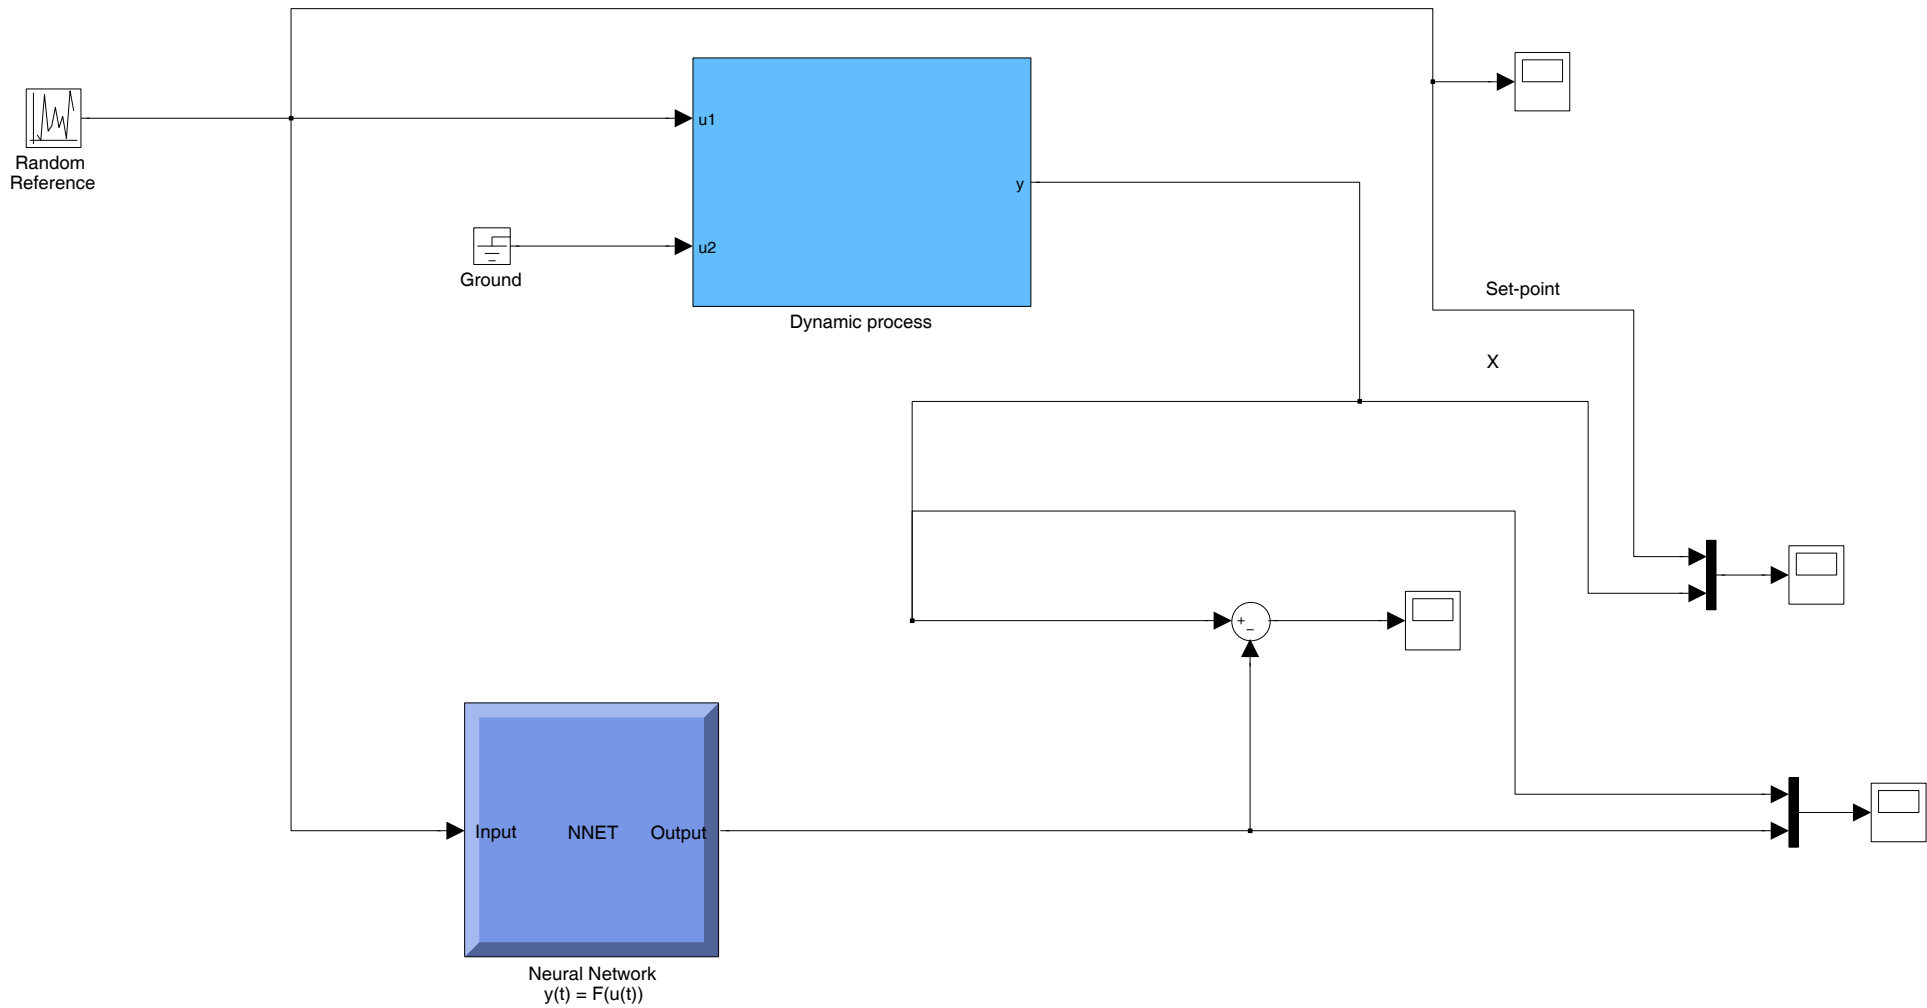 Random
Reference
u1
y
u2
Ground
Dynamic process
Set-point
X
+
−
Input
NNET
Output
Neural Network
y(t) = F(u(t))